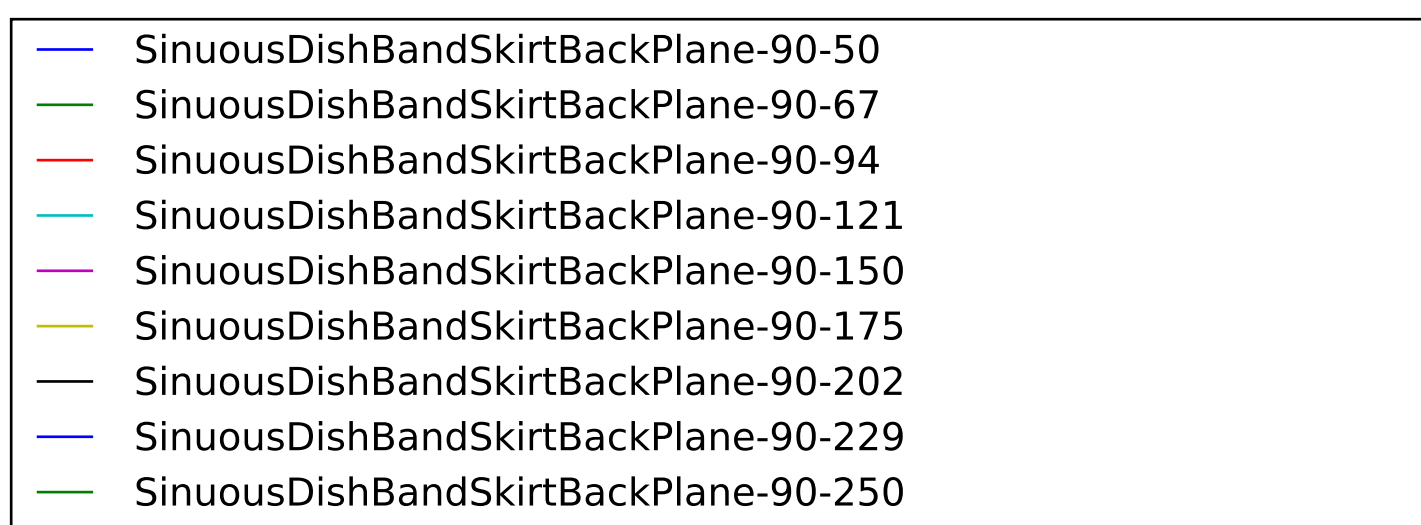 SinuousDishBandSkirtBackPlane-90-50
SinuousDishBandSkirtBackPlane-90-67
SinuousDishBandSkirtBackPlane-90-94
SinuousDishBandSkirtBackPlane-90-121
SinuousDishBandSkirtBackPlane-90-150
SinuousDishBandSkirtBackPlane-90-175
SinuousDishBandSkirtBackPlane-90-202
SinuousDishBandSkirtBackPlane-90-229
SinuousDishBandSkirtBackPlane-90-250